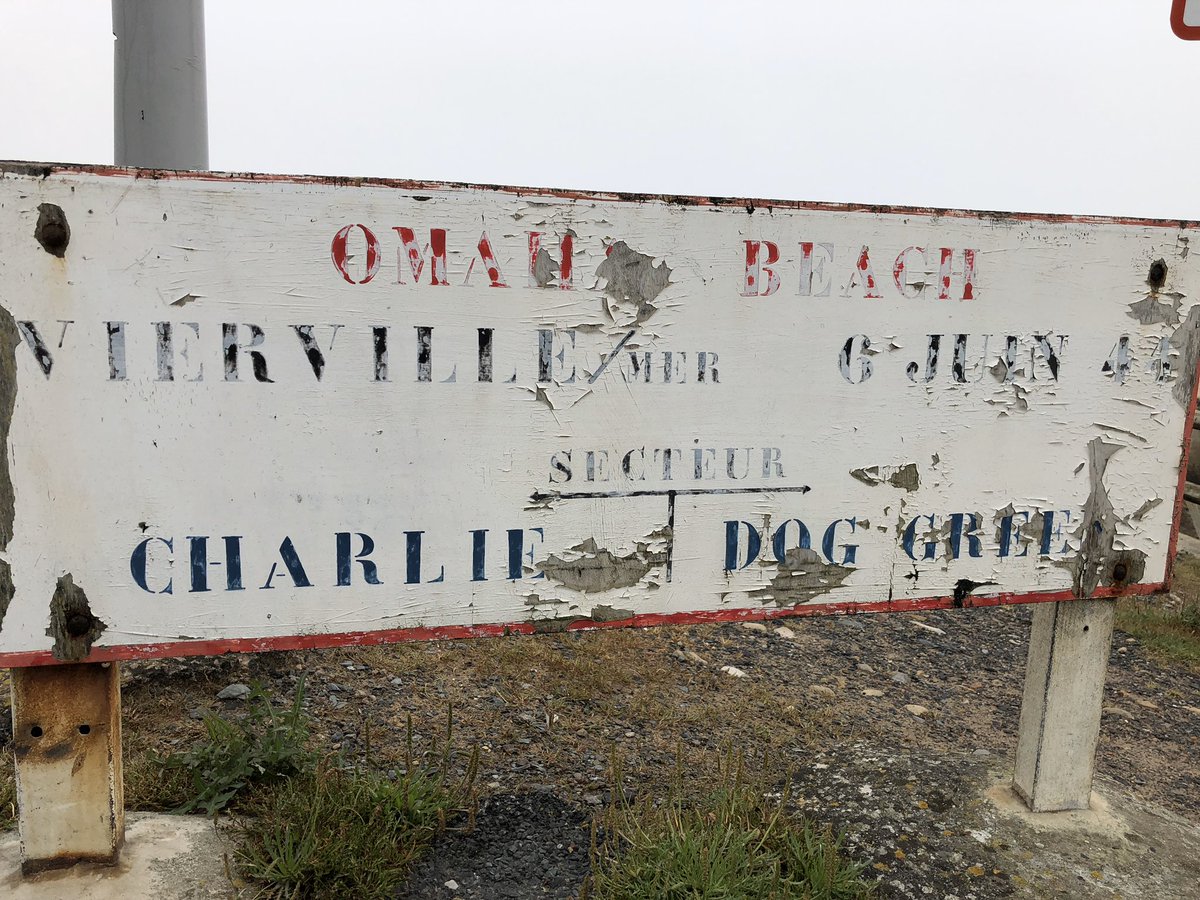 OMAHA BEACH
VIERVILLE/MER 6 JUIN 44
SECTEUR
CHARLIE DOG GREEN